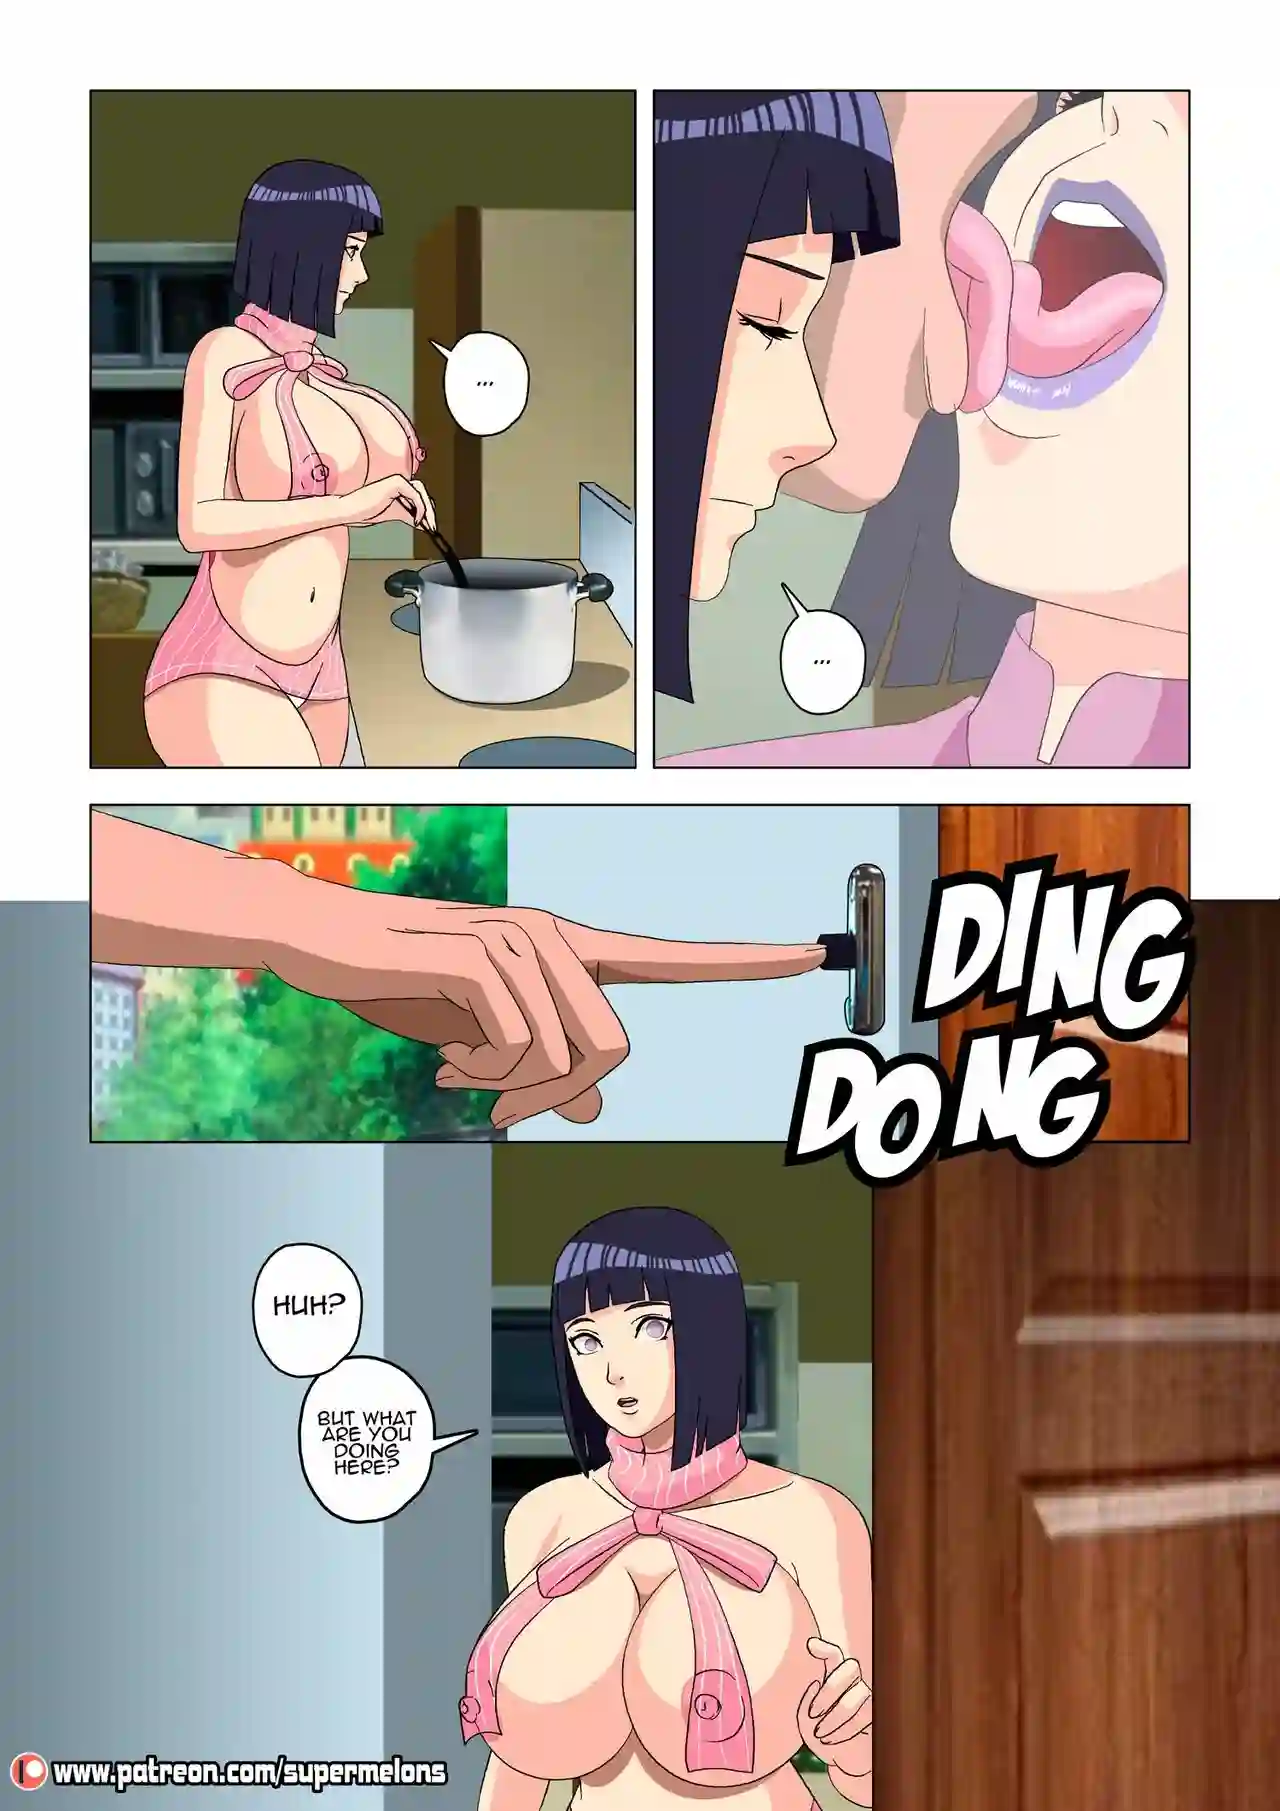 ...
...
DING
DONG
HUH?
BUT WHAT
ARE YOU
DOING
HERE?
www.patreon.com/supermelons